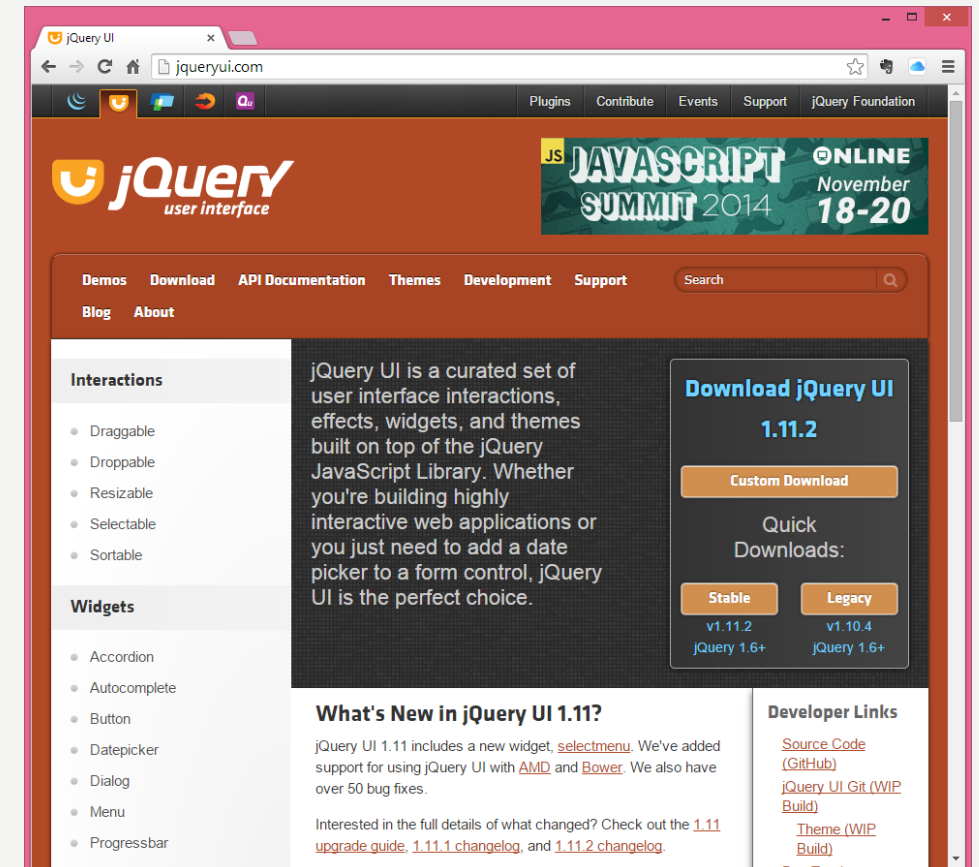 jQuery UI
jqueryui.com
Plugins Contribute Events Support jQuery Foundation
jQuery
user interface
JS JAVASCRIPT
SUMMIT 2014
ONLINE
November
18-20
Demos Download API Documentation Themes Development Support
Search
Blog About
Interactions
Draggable
Droppable
Resizable
Selectable
Sortable
Widgets
Accordion
Autocomplete
Button
Datepicker
Dialog
Menu
Progressbar
jQuery UI is a curated set of
user interface interactions,
effects, widgets, and themes
built on top of the jQuery
JavaScript Library. Whether
you're building highly
interactive web applications or
you just need to add a date
picker to a form control, jQuery
UI is the perfect choice.
Download jQuery UI
1.11.2
Custom Download
Quick
Downloads:
Stable Legacy
v1.11.2 v1.10.4
jQuery 1.6+ jQuery 1.6+
What's New in jQuery UI 1.11?
jQuery UI 1.11 includes a new widget, selectmenu. We've added
support for using jQuery UI with AMD and Bower. We also have
over 50 bug fixes.
Interested in the full details of what changed? Check out the 1.11
upgrade guide, 1.11.1 changelog, and 1.11.2 changelog.
Developer Links
Source Code
(GitHub)
jQuery UI Git (WIP
Build)
Theme (WIP
Build)